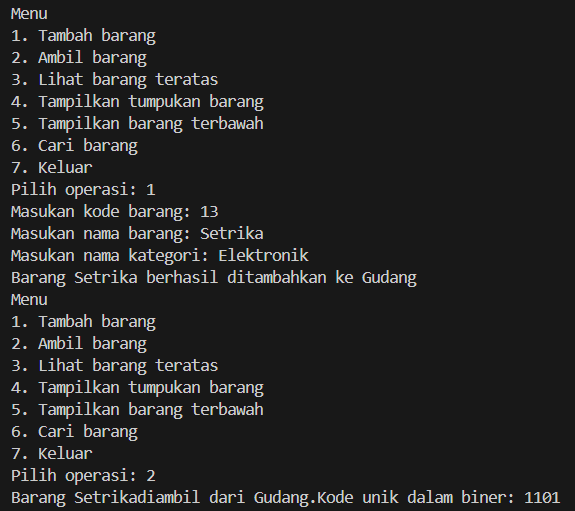 Menu
1. Tambah barang
2. Ambil barang
3. Lihat barang teratas
4. Tampilkan tumpukan barang
5. Tampilkan barang terbawah
6. Cari barang
7. Keluar
Pilih operasi: 1
Masukan kode barang: 13
Masukan nama barang: Setrika
Masukan nama kategori: Elektronik
Barang Setrika berhasil ditambahkan ke Gudang
Menu
1. Tambah barang
2. Ambil barang
3. Lihat barang teratas
4. Tampilkan tumpukan barang
5. Tampilkan barang terbawah
6. Cari barang
7. Keluar
Pilih operasi: 2
Barang Setrikadiambil dari Gudang.Kode unik dalam biner: 1101